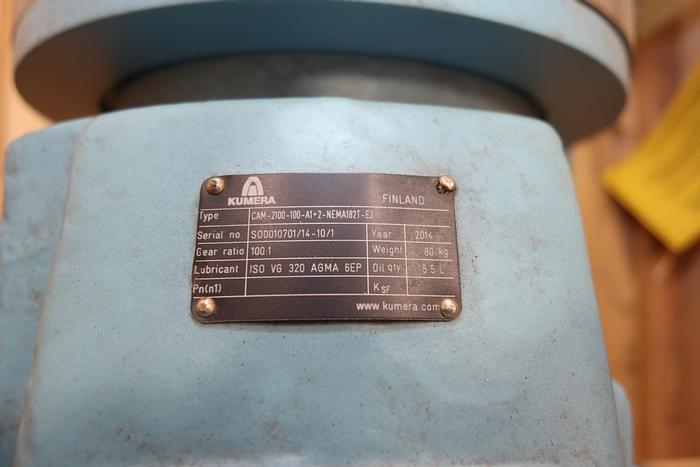 KUMERA FINLAND
Type CAM-2100-100-A1+2-NEMA182T-E3
Serial no. S00010701/14-10/1 Year 2014
Gear ratio 100:1 Weight 80 kg
Lubricant ISO VG 320 AGMA 6EP Oil qty 5.5 L
Pn(n1) KSF
www.kumera.com